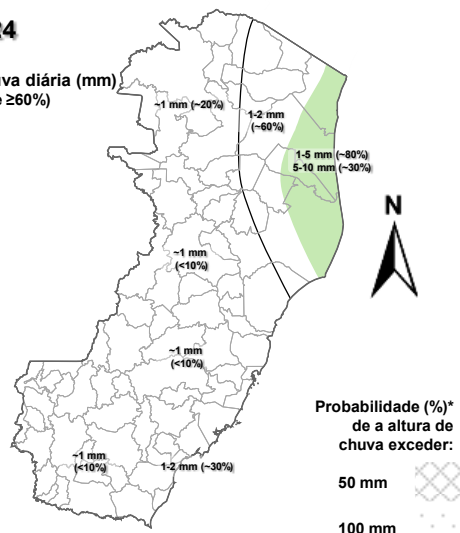 24
uva diária (mm)
e ≥60%)
~1 mm (~20%)
1-2 mm
(~60%)
1-5 mm (~80%)
5-10 mm (~30%)
N
~1 mm
(<10%)
~1 mm
(<10%)
~1 mm
(<10%)
1-2 mm (~30%)
Probabilidade (%)*
de a altura de
chuva exceder:
50 mm
100 mm